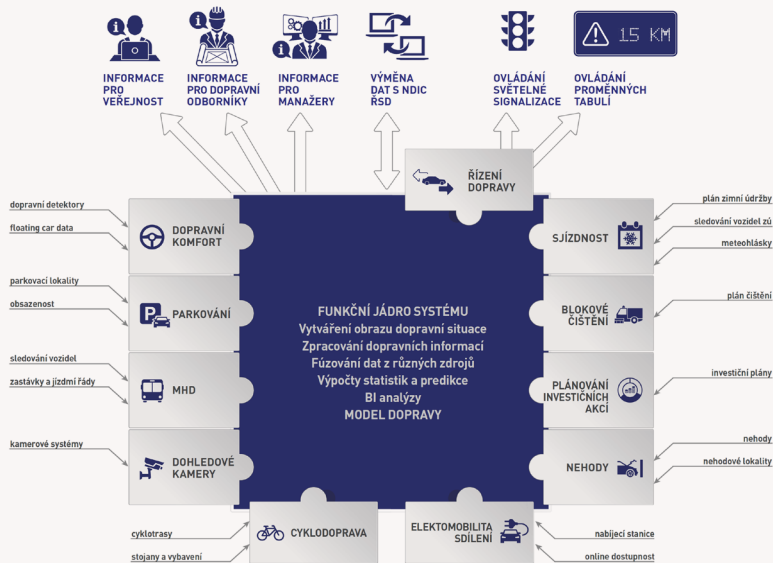 15 KM
INFORMACE
PRO
VEŘEJNOST
INFORMACE
PRO DOPRAVNÍ
ODBORNÍKY
INFORMACE
PRO
MANAŽERY
VÝMĚNA
DAT S NDIC
ŘSD
OVLÁDÁNÍ
SVĚTELNÉ
SIGNALIZACE
OVLÁDÁNÍ
PROMĚNNÝCH
TABULÍ
ŘÍZENÍ
DOPRAVY
dopravní detektory
floating car data
DOPRAVNÍ
KOMFORT
parkovací lokality
obsazenost
P
PARKOVÁNÍ
sledování vozidel
zastávky a jízdmí řády
MHD
kamerové systémy
DOHLEDOVÉ
KAMERY
cyklotrasy
stojany a vybavení
CYKLODOPRAVA
FUNKČNÍ JÁDRO SYSTÉMU
Vytváření obrazu dopravní situace
Zpracování dopravních informací
Fúzování dat z různých zdrojů
Výpočty statistik a predikce
BI analýzy
MODEL DOPRAVY
plán zimní údržby
sledování vozidel zú
meteohlásky
SJÍZDNOST
plán čištění
BLOKOVÉ
ČIŠTĚNÍ
investiční plány
PLÁNOVÁNÍ
INVESTIČNÍCH
AKCÍ
nehody
nehodové lokality
NEHODY
ELEKTOMOBILITA
SDÍLENÍ
nabíjecí stanice
online dostupnost